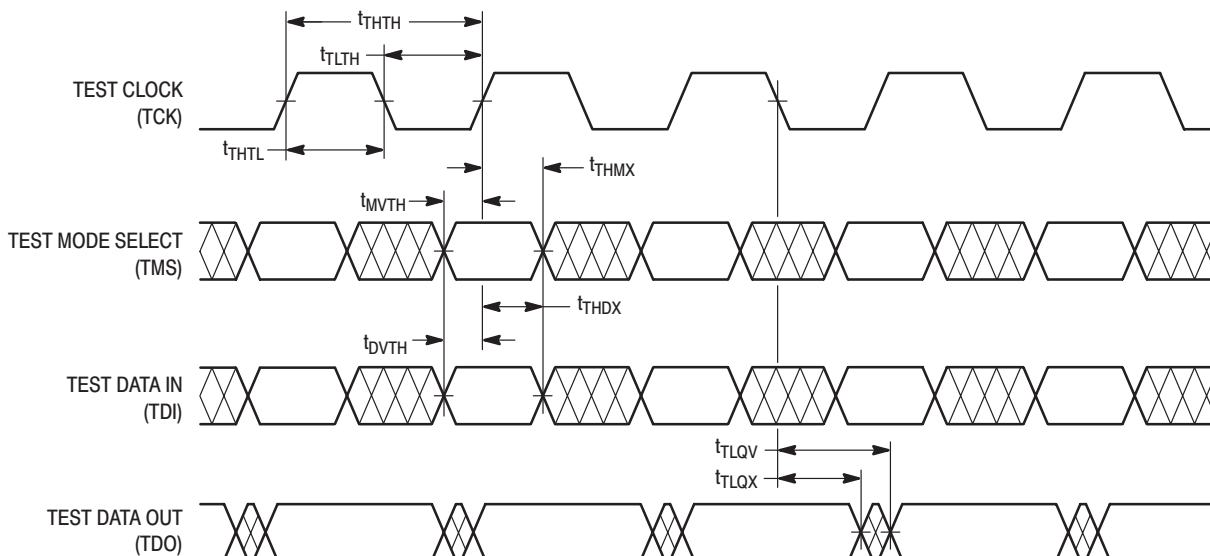 tTHTH
tTLTH
TEST CLOCK
(TCK)
tTHTL
tTHMX
tMVTH
TEST MODE SELECT
(TMS)
tTHDX
tDVTH
TEST DATA IN
(TDI)
tTLQV
tTLQX
TEST DATA OUT
(TDO)